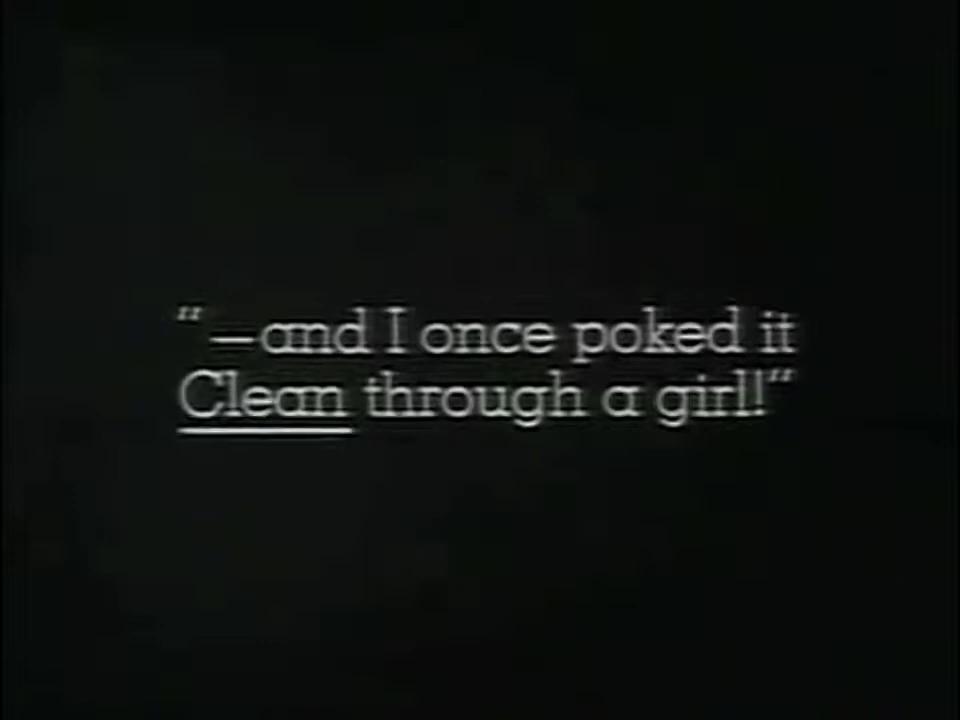 “—and I once poked it
Clean through a girl!“